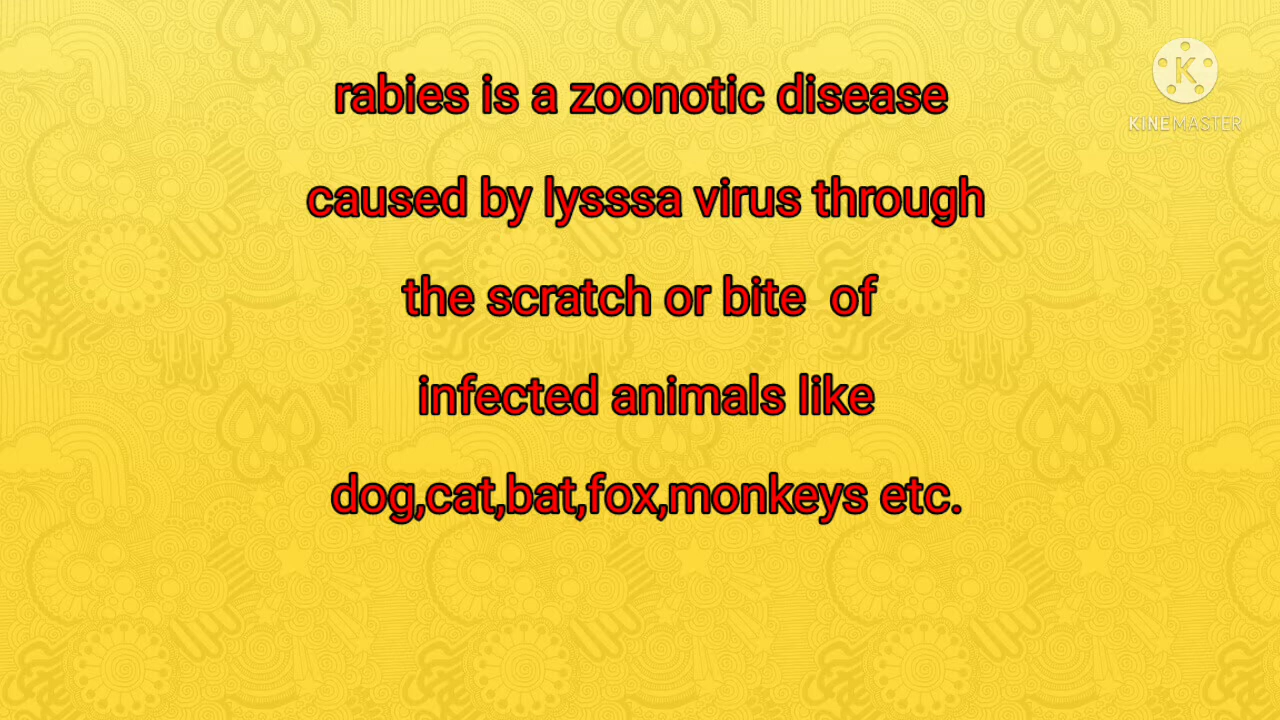 rabies is a zoonotic disease
caused by lysssa virus through
the scratch or bite of
infected animals like
dog,cat,bat,fox,monkeys etc.
K
KINEMASTER